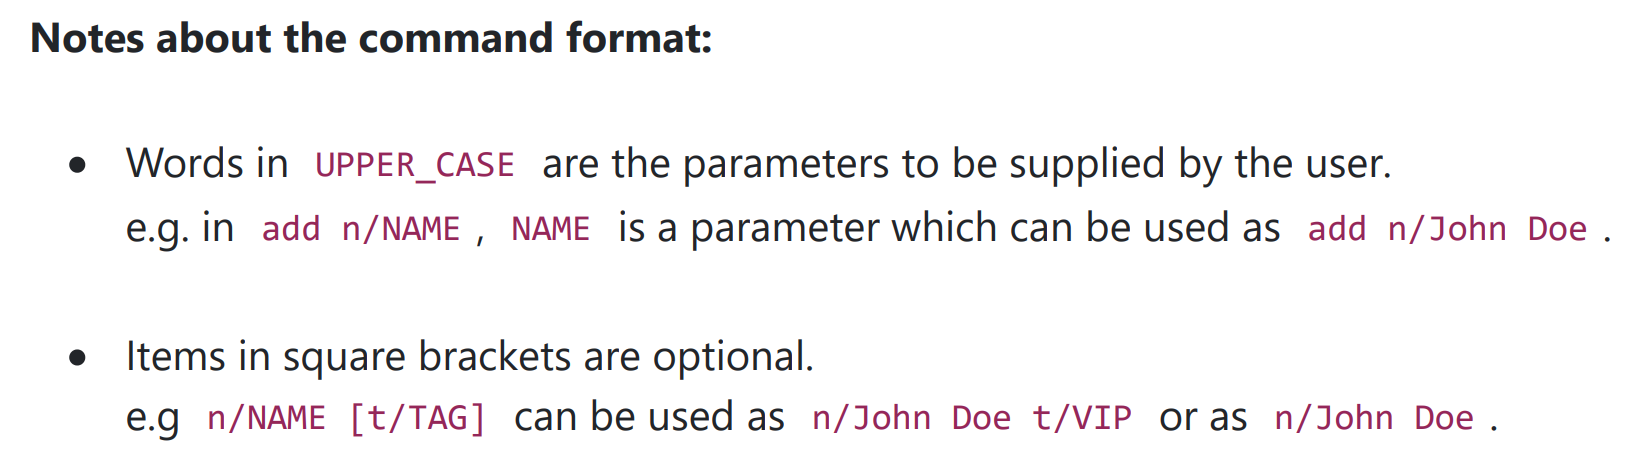 Notes about the command format:
• Words in UPPER_CASE are the parameters to be supplied by the user.
e.g. in add n/NAME , NAME is a parameter which can be used as add n/John Doe .
• Items in square brackets are optional.
e.g n/NAME [t/TAG] can be used as n/John Doe t/VIP or as n/John Doe .